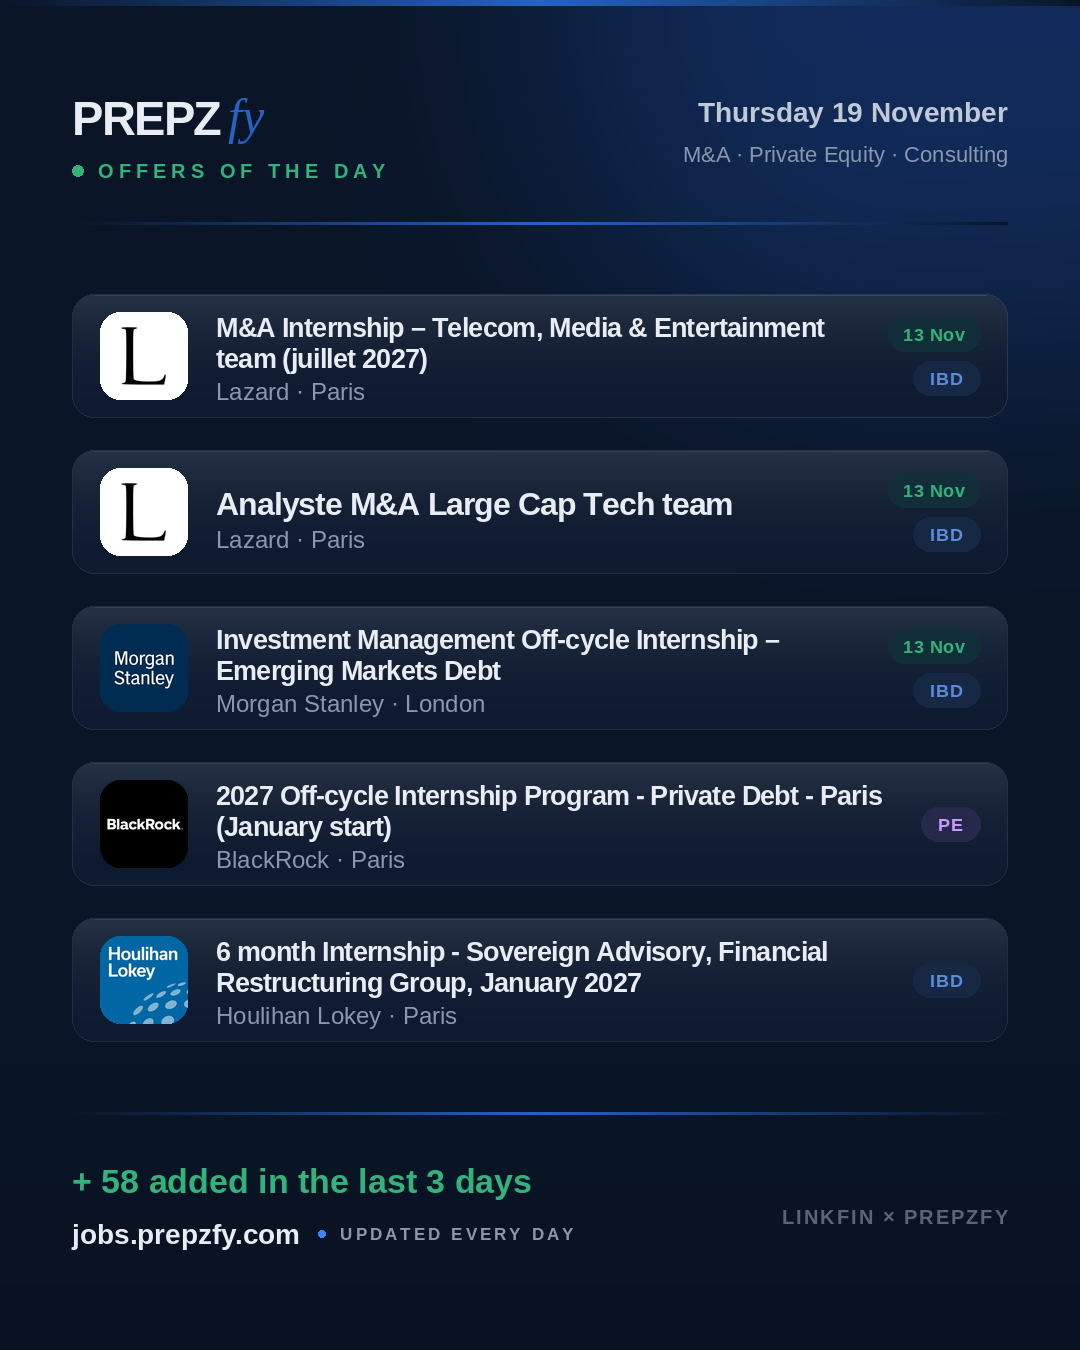 PREPZ fy
Thursday 19 November
OFFERS OF THE DAY
M&A · Private Equity · Consulting
L
M&A Internship – Telecom, Media & Entertainment
team (juillet 2027)
Lazard · Paris
13 Nov
IBD
L
Analyste M&A Large Cap Tech team
Lazard · Paris
13 Nov
IBD
Morgan
Stanley
Investment Management Off-cycle Internship –
Emerging Markets Debt
Morgan Stanley · London
13 Nov
IBD
BlackRock.
2027 Off-cycle Internship Program - Private Debt - Paris
(January start)
BlackRock · Paris
PE
Houlihan
Lokey
6 month Internship - Sovereign Advisory, Financial
Restructuring Group, January 2027
Houlihan Lokey · Paris
IBD
+ 58 added in the last 3 days
jobs.prepzfy.com • UPDATED EVERY DAY
LINKFIN × PREPZFY